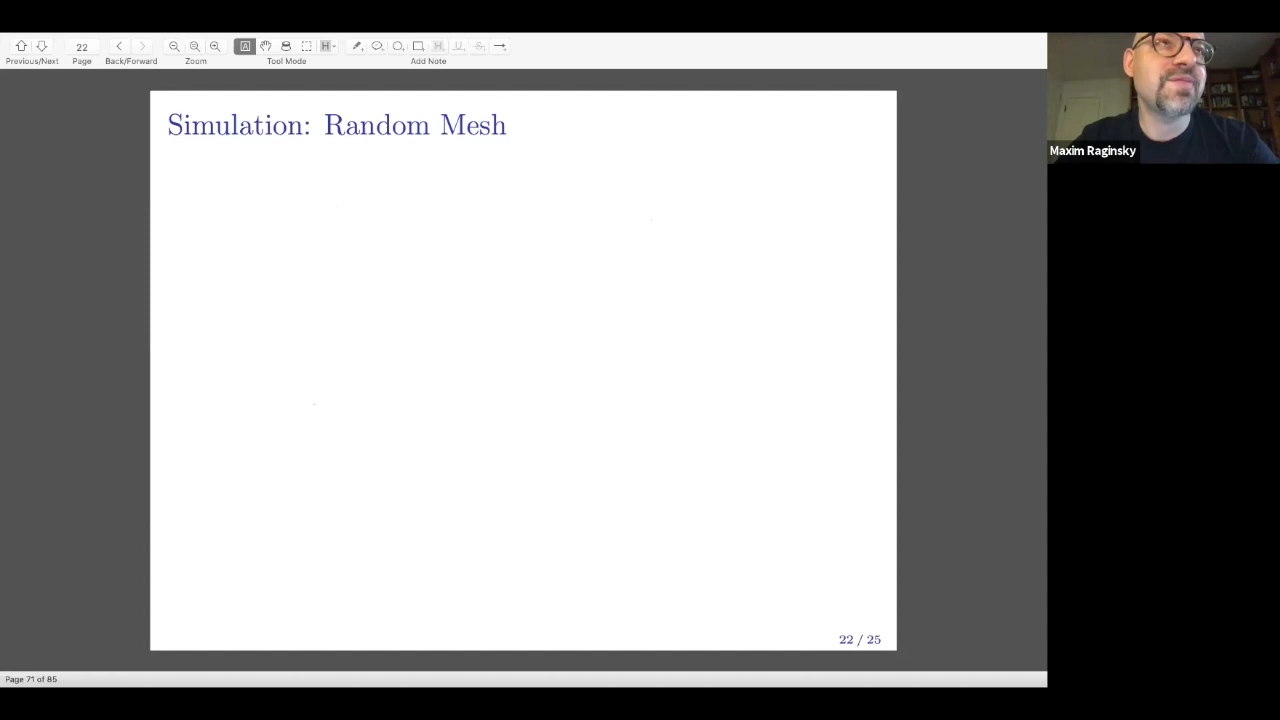 22
Previous/Next Page Back/Forward Zoom Tool Mode Add Note
Simulation: Random Mesh
Maxim Raginsky
22 / 25
Page 71 of 85